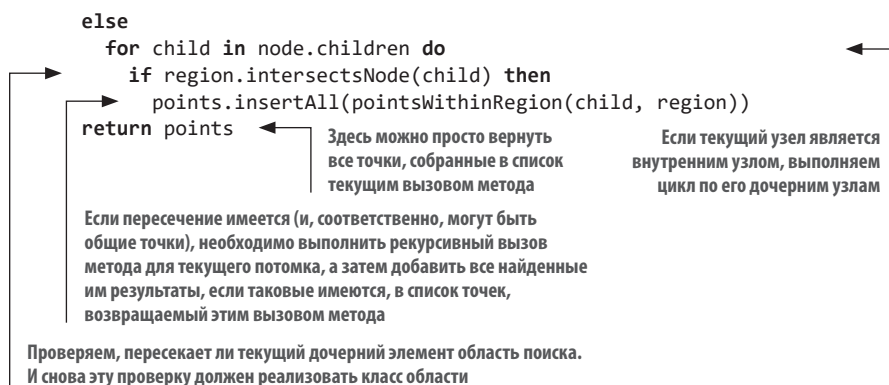 else
for child in node.children do
if region.intersectsNode(child) then
points.insertAll(pointsWithinRegion(child, region))
return points
Здесь можно просто вернуть
все точки, собранные в список
текущим вызовом метода
Если текущий узел является
внутренним узлом, выполняем
цикл по его дочерним узлам
Если пересечение имеется (и, соответственно, могут быть
общие точки), необходимо выполнить рекурсивный вызов
метода для текущего потомка, а затем добавить все найденные
им результаты, если таковые имеются, в список точек,
возвращаемый этим вызовом метода
Проверяем, пересекает ли текущий дочерний элемент область поиска.
И снова эту проверку должен реализовать класс области